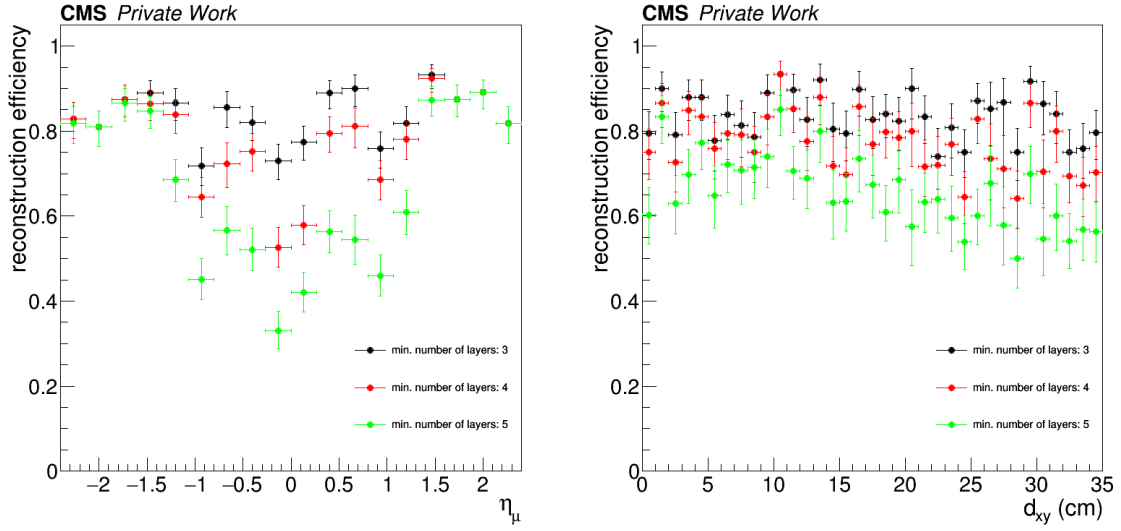 CMS Private Work
reconstruction efficiency
1
0.8
0.6
0.4
0.2
0
min. number of layers: 3
min. number of layers: 4
min. number of layers: 5
−2 −1.5 −1 −0.5 0 0.5 1 1.5 2
ημ
CMS Private Work
reconstruction efficiency
1
0.8
0.6
0.4
0.2
0
min. number of layers: 3
min. number of layers: 4
min. number of layers: 5
0 5 10 15 20 25 30 35
dxy (cm)